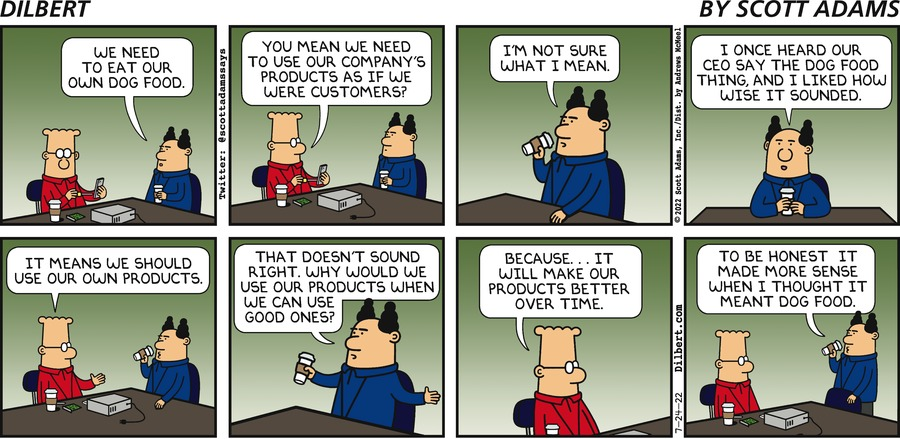 DILBERT
BY SCOTT ADAMS
WE NEED
TO EAT OUR
OWN DOG FOOD.
Twitter: @scottadamssays
YOU MEAN WE NEED
TO USE OUR COMPANY'S
PRODUCTS AS IF WE
WERE CUSTOMERS?
I'M NOT SURE
WHAT I MEAN.
© 2022 Scott Adams, Inc./Dist. by Andrews McMeel
I ONCE HEARD OUR
CEO SAY THE DOG FOOD
THING, AND I LIKED HOW
WISE IT SOUNDED.
IT MEANS WE SHOULD
USE OUR OWN PRODUCTS.
THAT DOESN'T SOUND
RIGHT. WHY WOULD WE
USE OUR PRODUCTS WHEN
WE CAN USE
GOOD ONES?
BECAUSE. . . IT
WILL MAKE OUR
PRODUCTS BETTER
OVER TIME.
7-24-22 Dilbert.com
TO BE HONEST IT
MADE MORE SENSE
WHEN I THOUGHT IT
MEANT DOG FOOD.